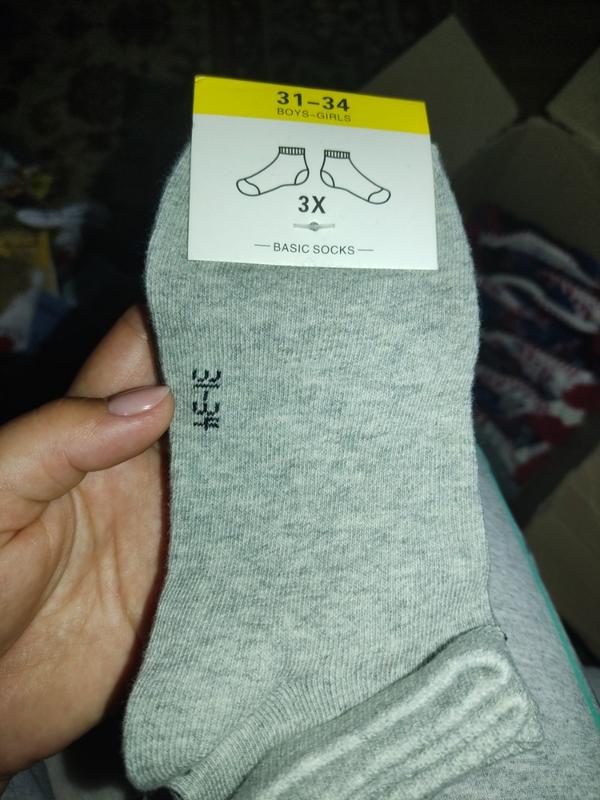 31–34
BOYS–GIRLS
3X
BASIC SOCKS
31-34